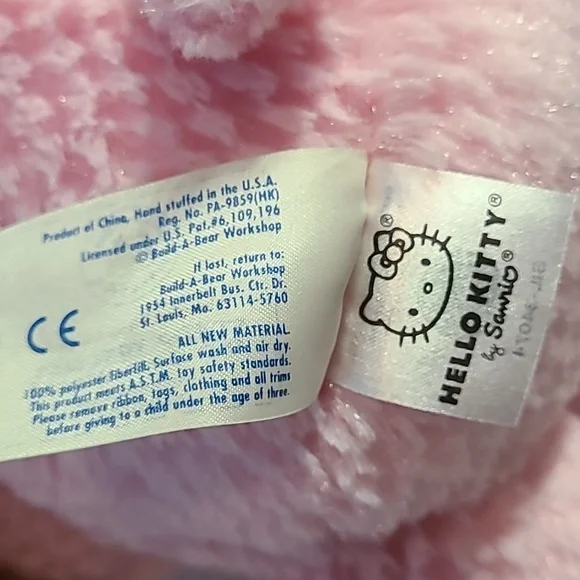 Product of China, Hand stuffed in the U.S.A.
Reg. No. PA-9859(HK)
Licensed under U.S. Pat.#6,109,196
© Build-A-Bear Workshop
If lost, return to:
Build-A-Bear Workshop
1954 Innerbelt Bus. Ctr. Dr.
St. Louis, Mo. 63114-5760
CE
ALL NEW MATERIAL
100% polyester fiberfill. Surface wash and air dry.
This product meets A.S.T.M. toy safety standards.
Please remove ribbon, tags, clothing and all trims
before giving to a child under the age of three.
®
HELLO KITTY®
by Sanrio®